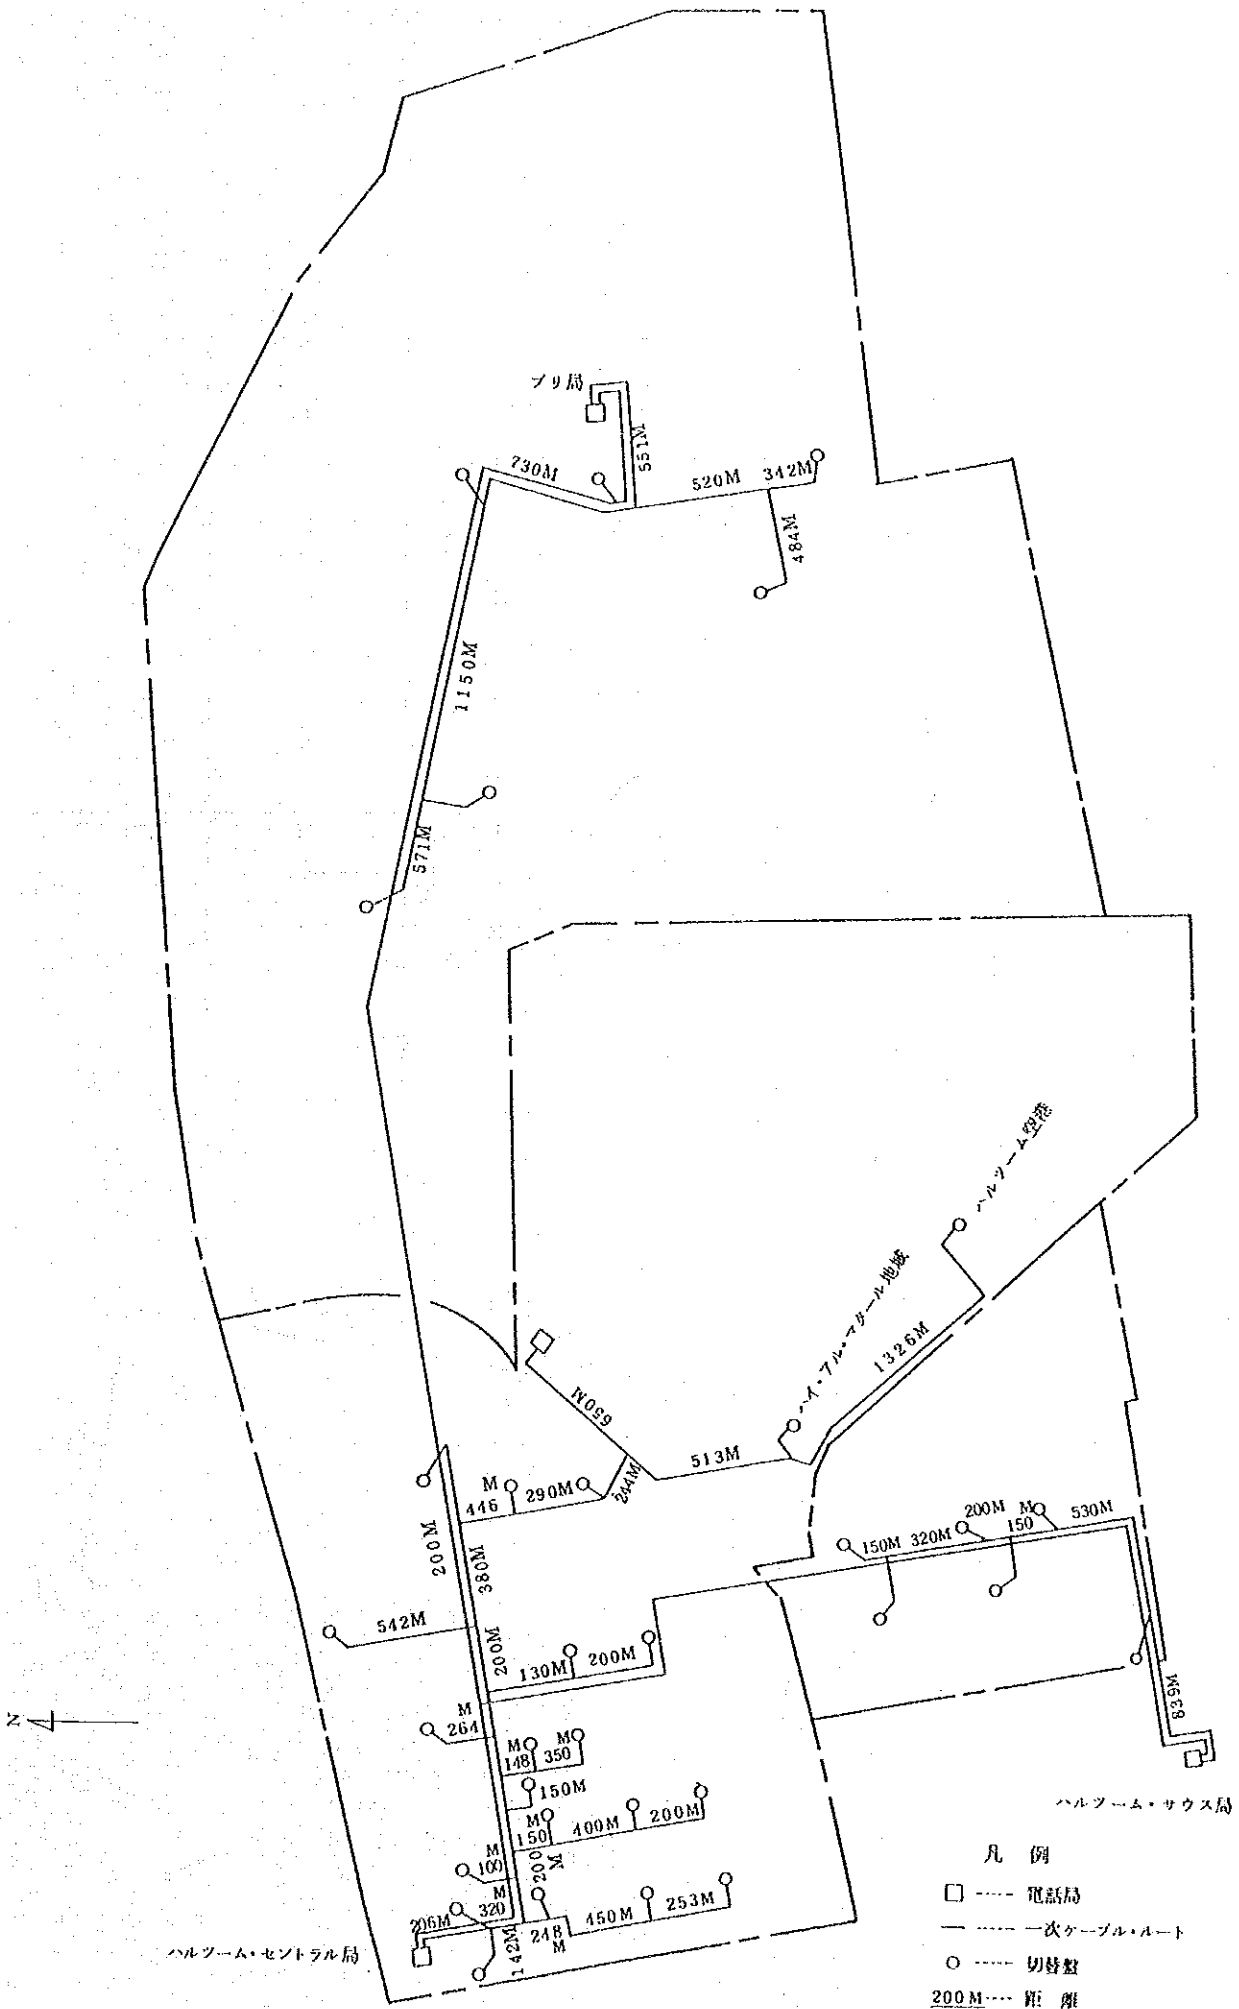 ブリ局
730M
551M
520M
342M
484M
1150M
571M
ハルツーム空港
ハイ・アル・マタール地域
1326M
650M
513M
244M
M
446
290M
200M
380M
542M
200M
130M
200M
150M
320M
200M
M
150
530M
839M
M
264
M
148
M
350
150M
M
150
400M
200M
M
100
200
M
M
320
206M
142M
248
M
450M
253M
N
ハルツーム・セントラル局
ハルツーム・サウス局
凡 例
□ ····· 電話局
― ····· 一次ケーブル・ルート
○ ····· 切替盤
200M ···· 距 離